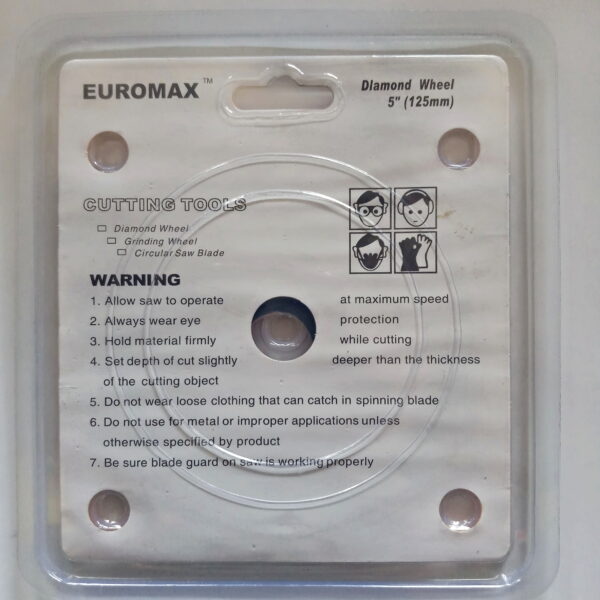 EUROMAX™
Diamond Wheel
5" (125mm)
CUTTING TOOLS
Diamond Wheel
Grinding Wheel
Circular Saw Blade
WARNING
1. Allow saw to operate at maximum speed
2. Always wear eye protection
3. Hold material firmly while cutting
4. Set depth of cut slightly deeper than the thickness
of the cutting object
5. Do not wear loose clothing that can catch in spinning blade
6. Do not use for metal or improper applications unless
otherwise specified by product
7. Be sure blade guard on saw is working properly